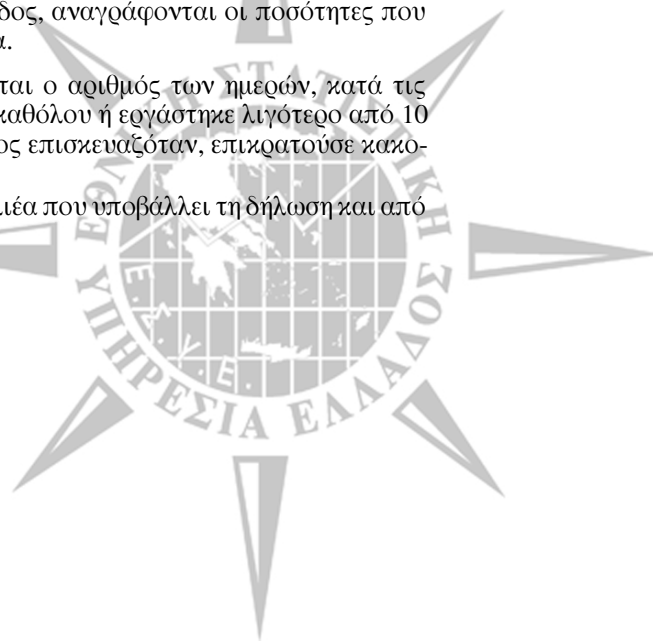 δος, αναγράφονται οι ποσότητες που
α.
ται ο αριθμός των ημερών, κατά τις
καθόλου ή εργάστηκε λιγότερο από 10
ος επισκευαζόταν, επικρατούσε κακο-
λιέα που υποβάλλει τη δήλωση και από
ΕΘΝΙΚΗ ΣΤΑΤΙΣΤΙΚΗ
ΥΠΗΡΕΣΙΑ ΕΛΛΑΔΟΣ
Ε.Σ.Υ.Ε.